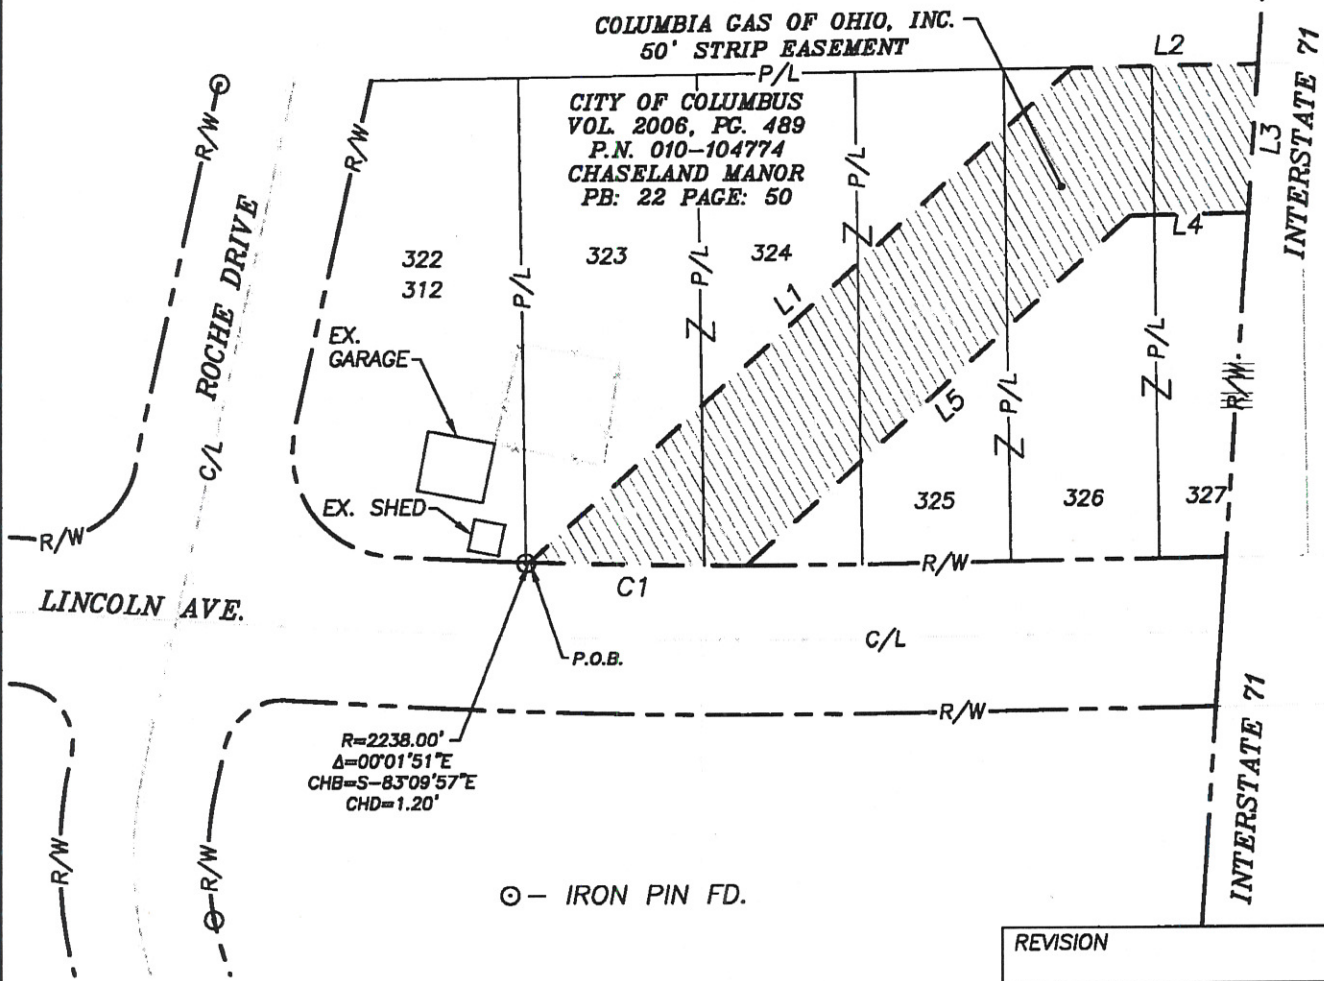 COLUMBIA GAS OF OHIO, INC.
50' STRIP EASEMENT
L2
INTERSTATE 71
P/L
CITY OF COLUMBUS
VOL. 2006, PG. 489
P.N. 010-104774
CHASELAND MANOR
PB: 22 PAGE: 50
R/W
R/W
P/L
L3
L4
ROCHE DRIVE
C/L
322
312
323
324
P/L
P/L
Z
Z
L1
EX.
GARAGE
P/L
Z
R/W
L5
P/L
Z
EX. SHED
325
326
327
R/W
R/W
C1
LINCOLN AVE.
C/L
P.O.B.
R/W
INTERSTATE 71
R=2238.00'
Δ=00°01'51"E
CHB=S-83°09'57"E
CHD=1.20'
R/W
R/W
⊙- IRON PIN FD.
REVISION